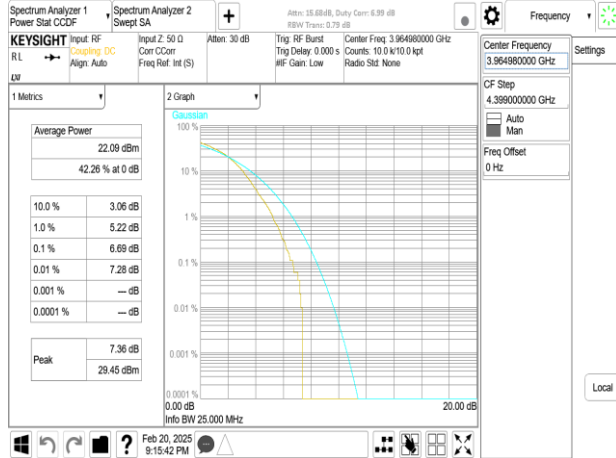 Spectrum Analyzer 1
Power Stat CCDF
Spectrum Analyzer 2
Swept SA
+
Attn: 15.68dB, Duty Corr: 6.99 dB
RBW Trans: 0.79 dB
Frequency
KEYSIGHT
RL
Input: RF
Coupling: DC
Align: Auto
Input Z: 50 Ω
Corr CCorr
Freq Ref: Int (S)
Atten: 30 dB
Trig: RF Burst
Trig Delay: 0.000 s
#IF Gain: Low
Center Freq: 3.964980000 GHz
Counts: 10.0 k/10.0 kpt
Radio Std: None
Center Frequency
3.964980000 GHz
Settings
CF Step
4.399000000 GHz
Auto
Man
Freq Offset
0 Hz
Local
1 Metrics
Average Power
22.09 dBm
42.26 % at 0 dB
10.0 % 3.06 dB
1.0 % 5.22 dB
0.1 % 6.69 dB
0.01 % 7.28 dB
0.001 % --- dB
0.0001 % --- dB
Peak
7.36 dB
29.45 dBm
2 Graph
Gaussian
100 %
10 %
1 %
0.1 %
0.01 %
0.001 %
0.0001 %
0.00 dB
20.00 dB
Info BW 25.000 MHz
?
Feb 20, 2025
9:15:42 PM